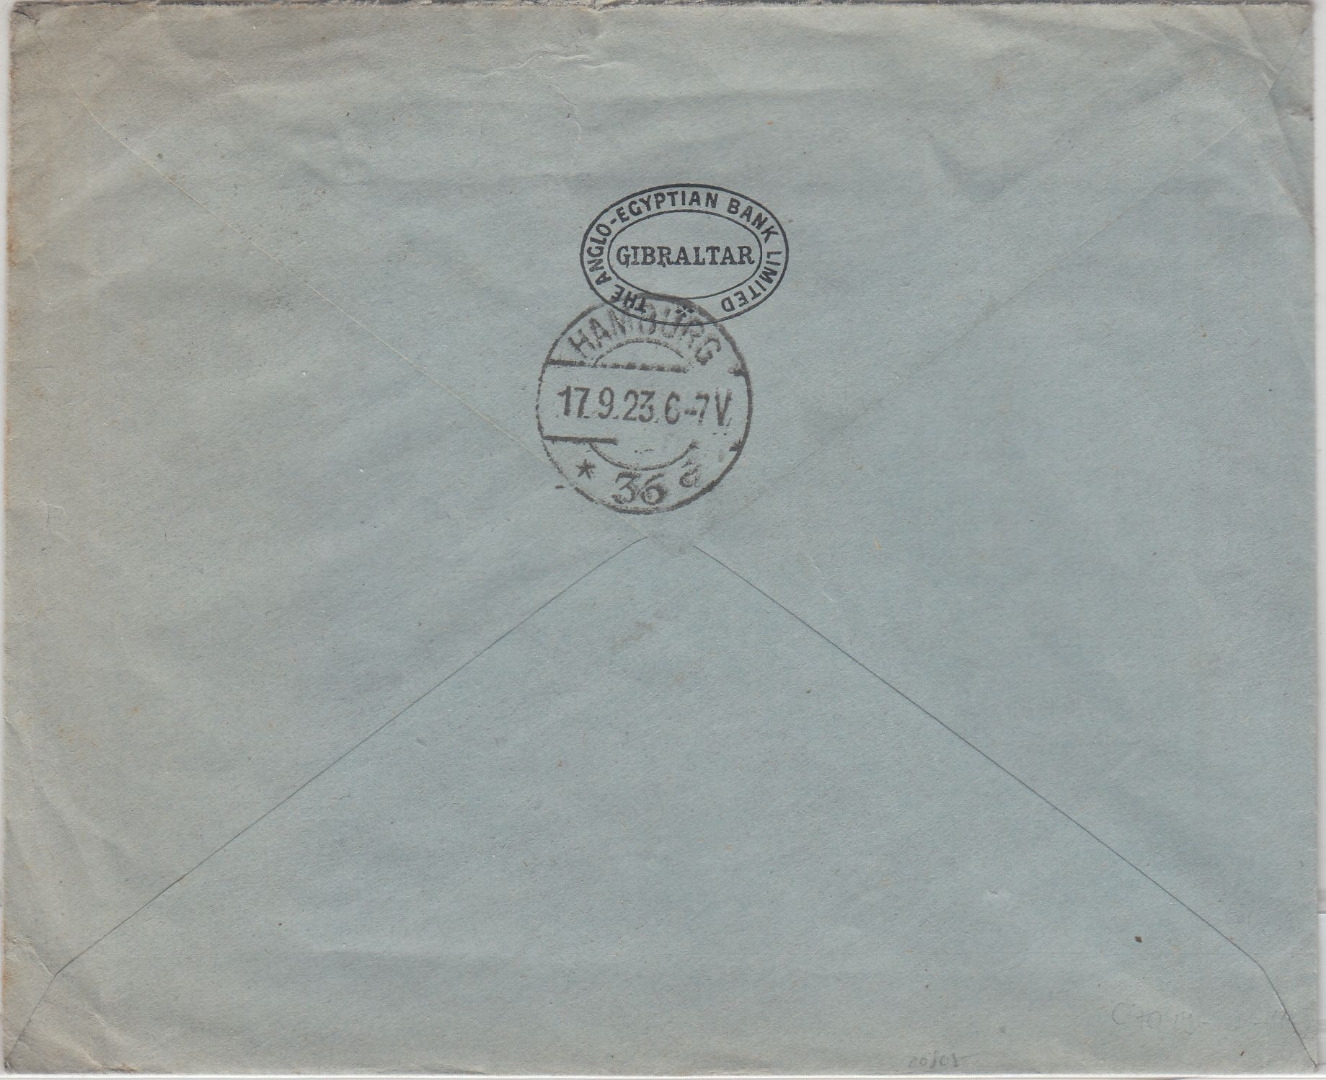 THE ANGLO-EGYPTIAN BANK LIMITED
GIBRALTAR
HAMBURG
17.9.23.6-7V.
* 36 a